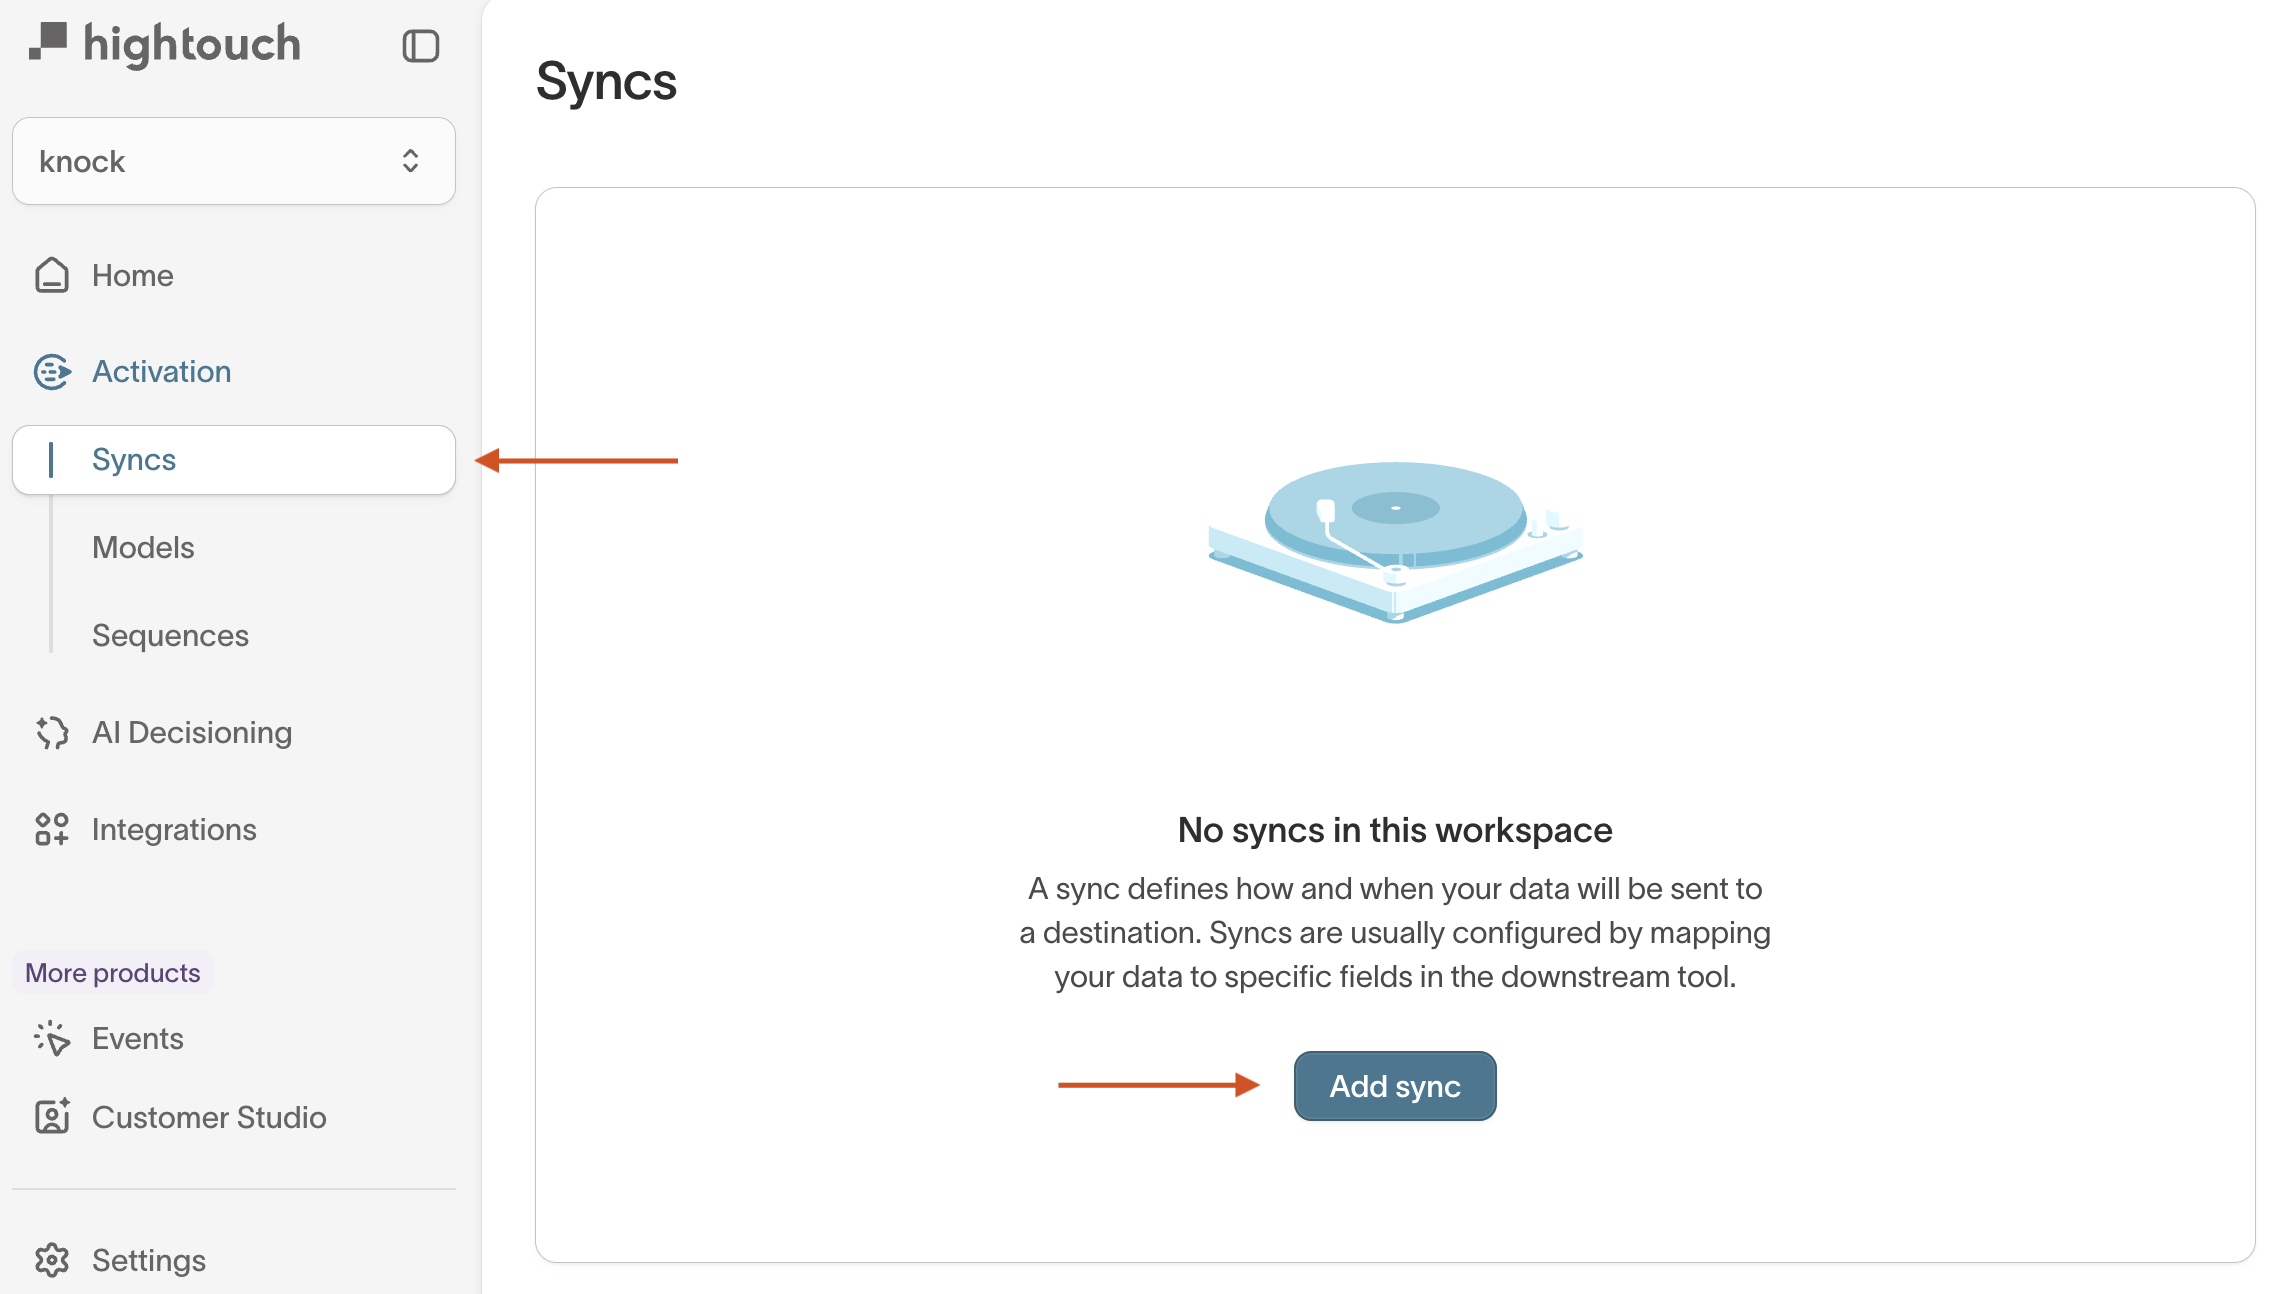 hightouch
knock
Home
Activation
Syncs
Models
Sequences
AI Decisioning
Integrations
More products
Events
Customer Studio
Settings
Syncs
No syncs in this workspace
A sync defines how and when your data will be sent to
a destination. Syncs are usually configured by mapping
your data to specific fields in the downstream tool.
Add sync